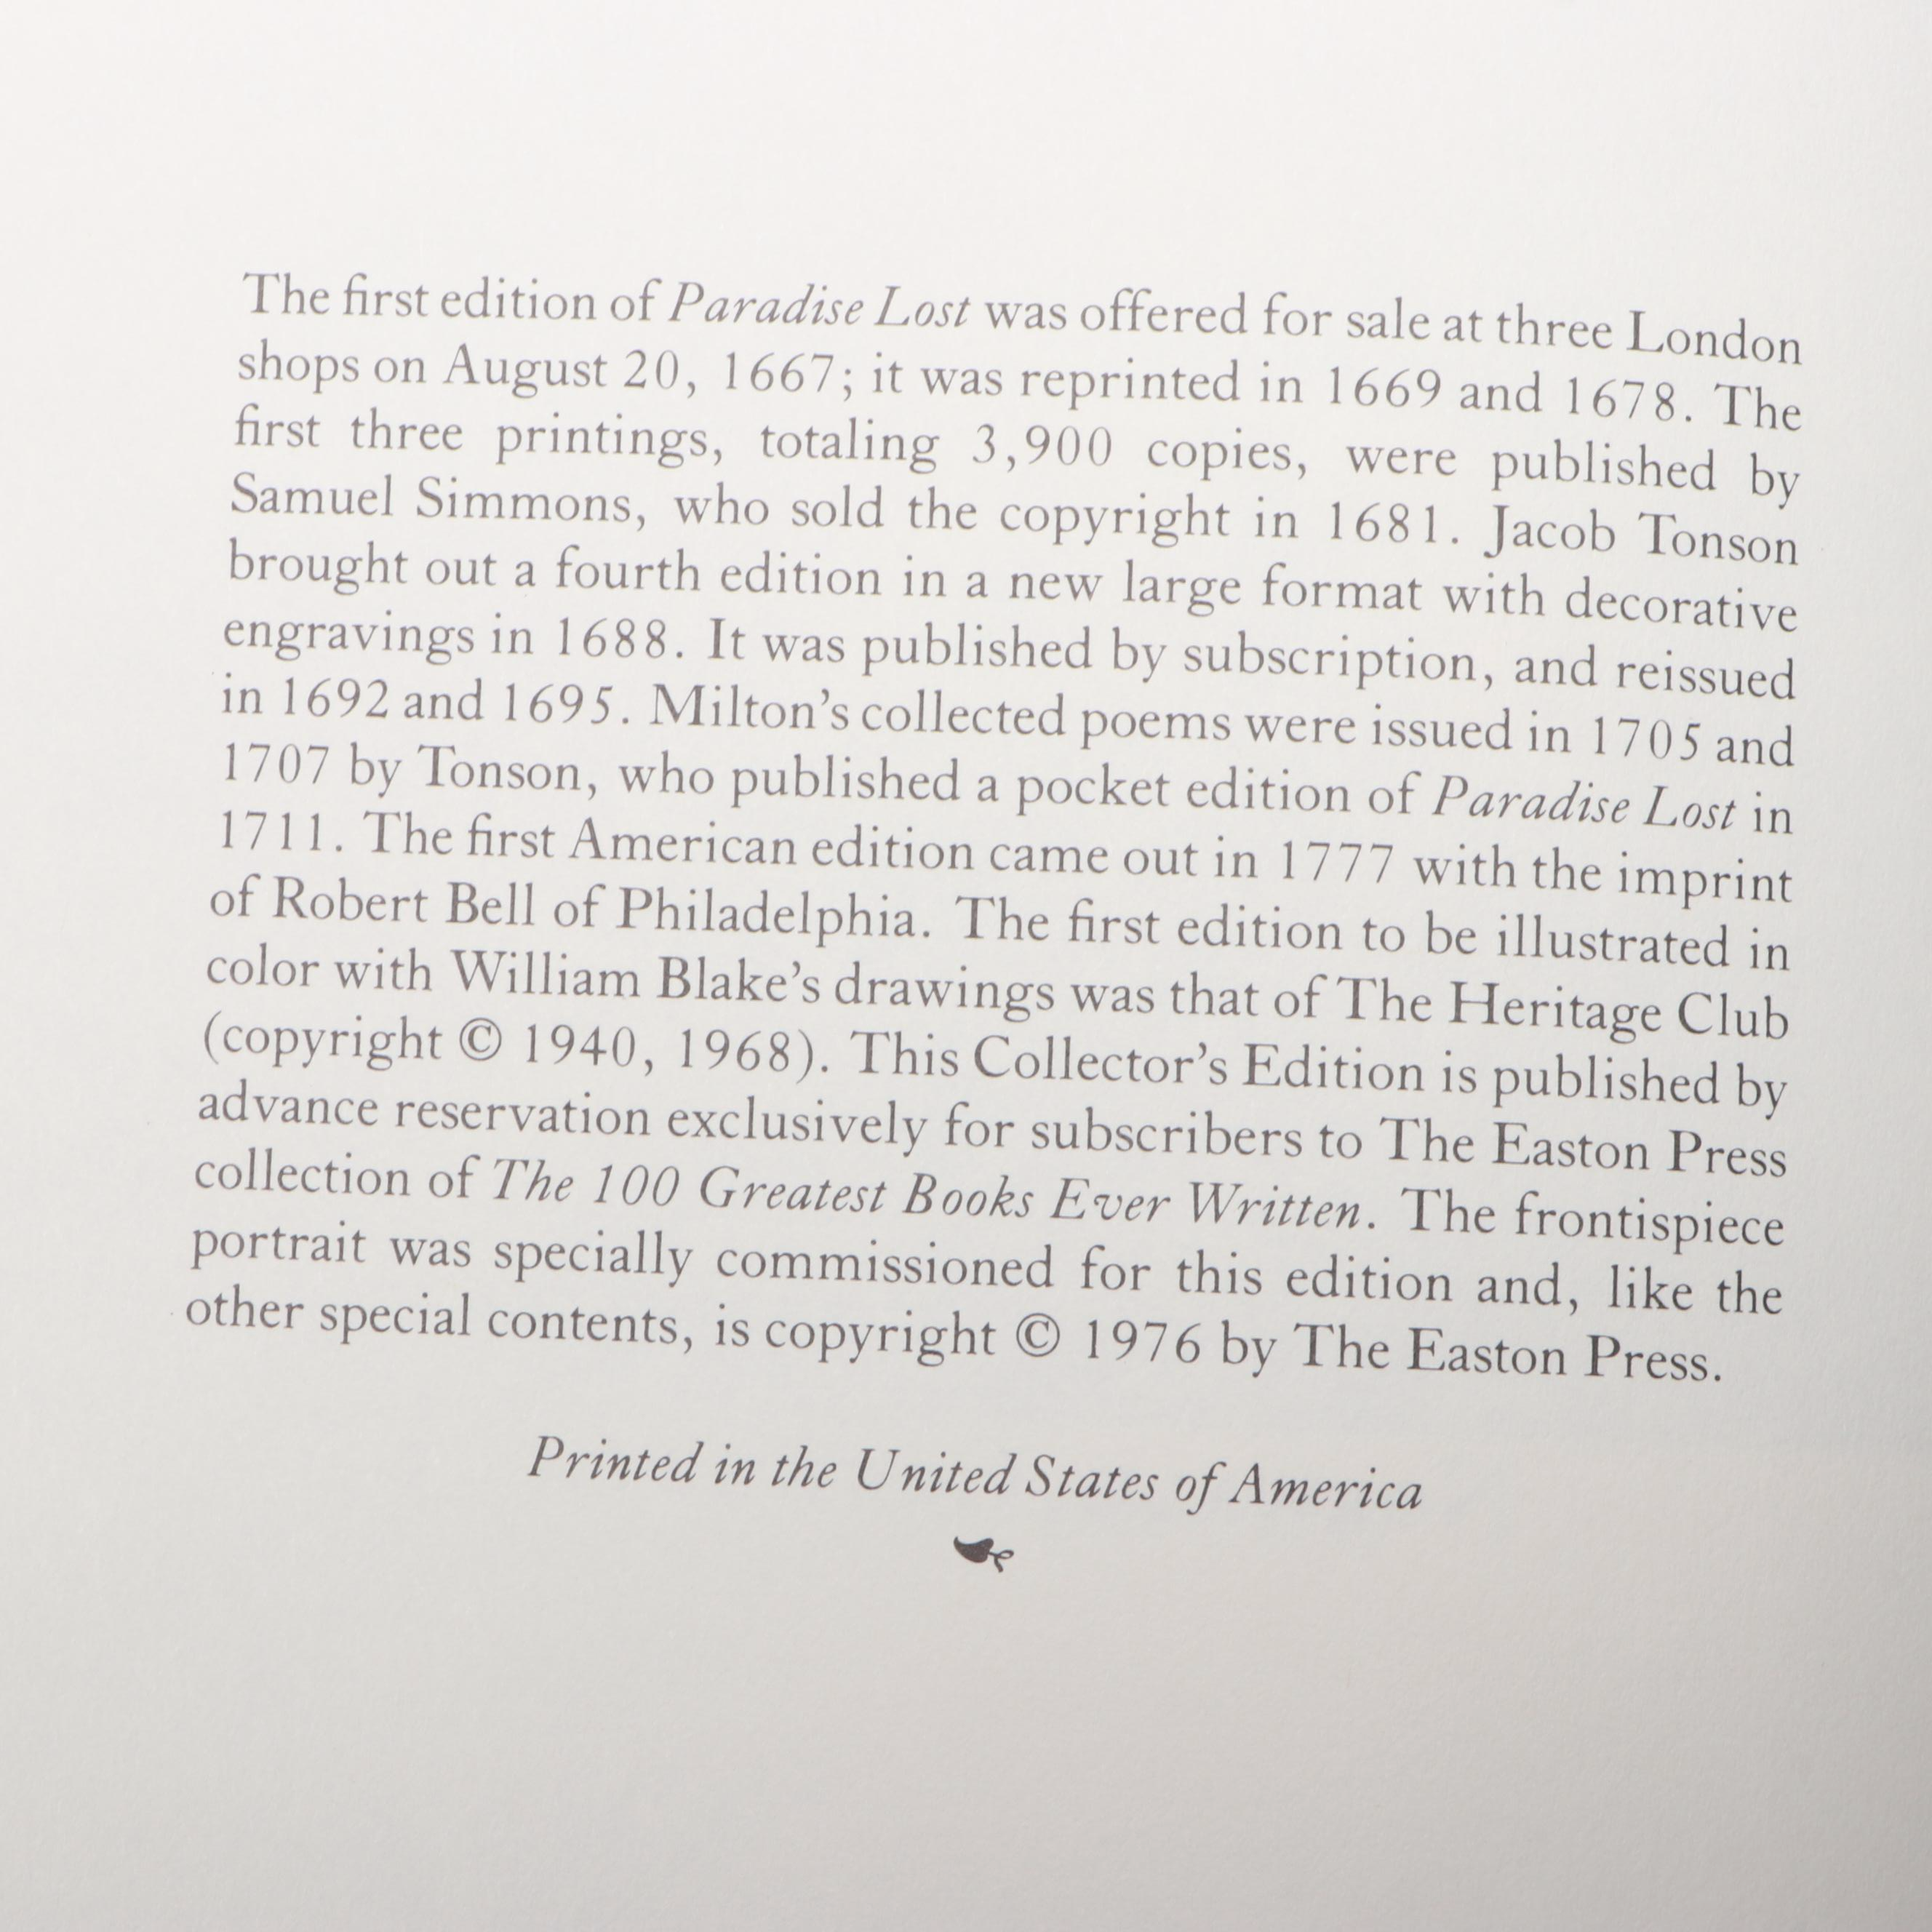 The first edition of Paradise Lost was offered for sale at three London
shops on August 20, 1667; it was reprinted in 1669 and 1678. The
first three printings, totaling 3,900 copies, were published by
Samuel Simmons, who sold the copyright in 1681. Jacob Tonson
brought out a fourth edition in a new large format with decorative
engravings in 1688. It was published by subscription, and reissued
in 1692 and 1695. Milton’s collected poems were issued in 1705 and
1707 by Tonson, who published a pocket edition of Paradise Lost in
1711. The first American edition came out in 1777 with the imprint
of Robert Bell of Philadelphia. The first edition to be illustrated in
color with William Blake’s drawings was that of The Heritage Club
(copyright © 1940, 1968). This Collector’s Edition is published by
advance reservation exclusively for subscribers to The Easton Press
collection of The 100 Greatest Books Ever Written. The frontispiece
portrait was specially commissioned for this edition and, like the
other special contents, is copyright © 1976 by The Easton Press.
Printed in the United States of America